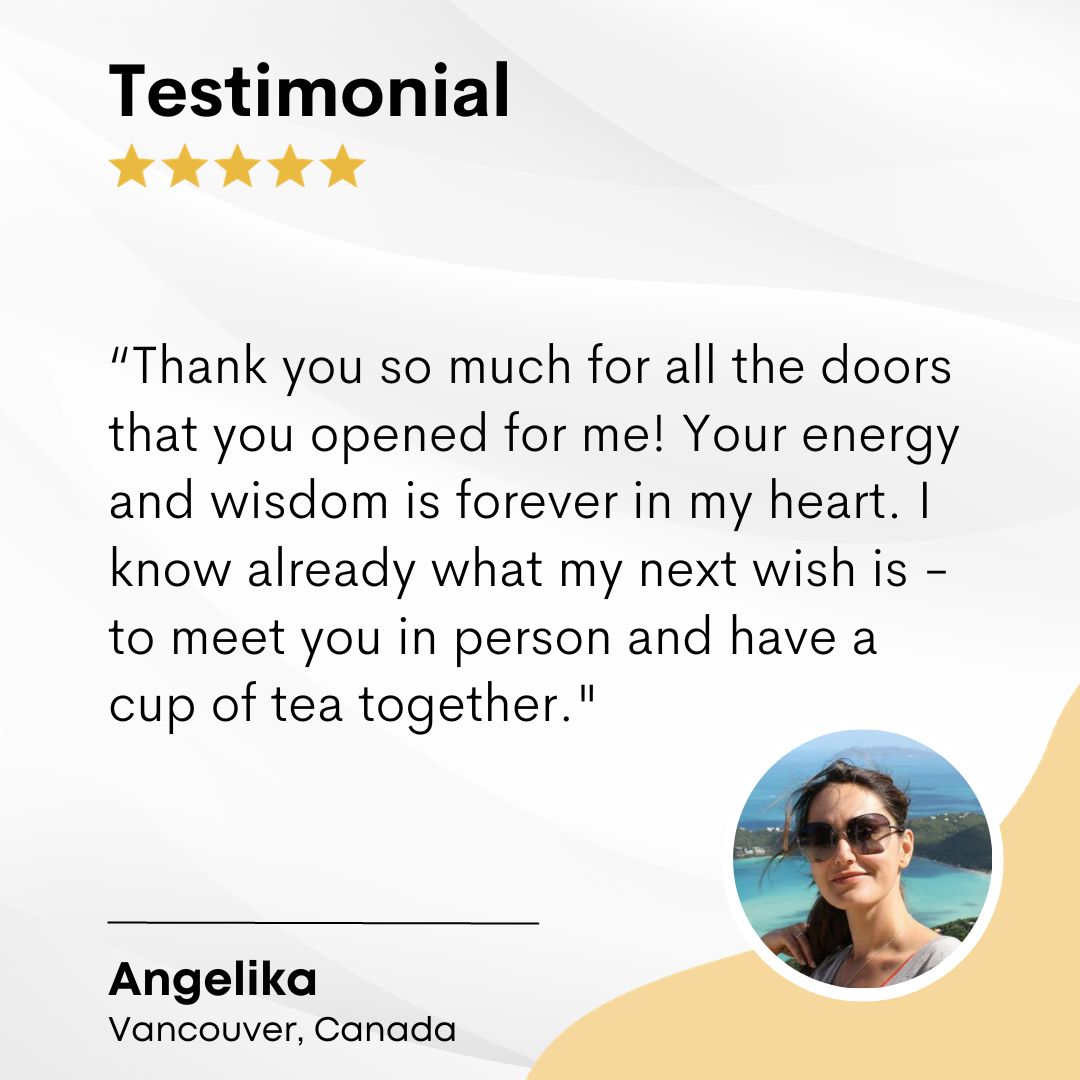 Testimonial
“Thank you so much for all the doors
that you opened for me! Your energy
and wisdom is forever in my heart. I
know already what my next wish is –
to meet you in person and have a
cup of tea together."
Angelika
Vancouver, Canada